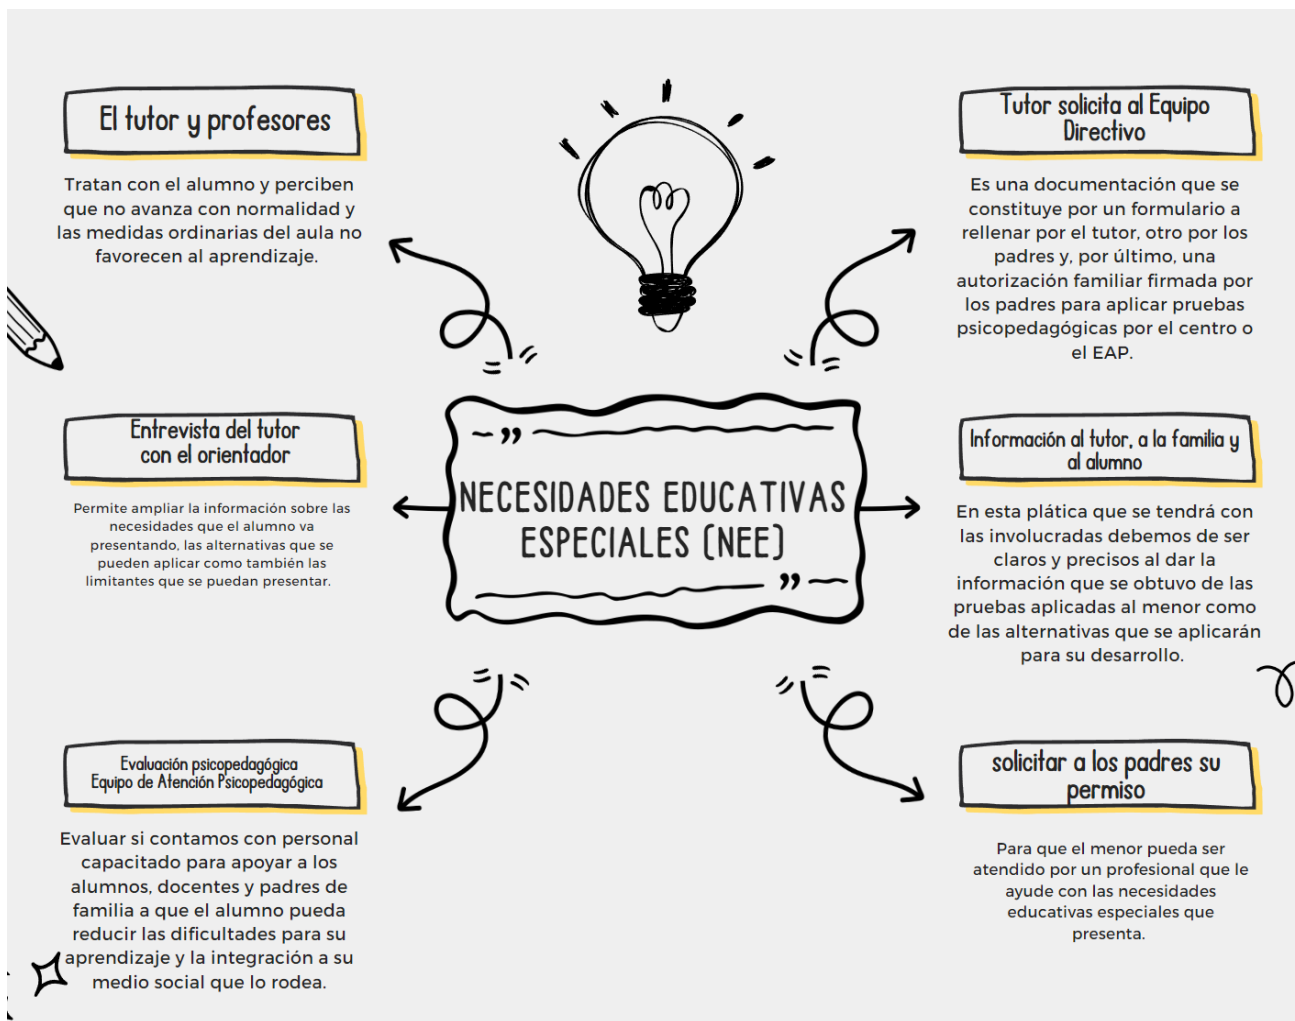 El tutor y profesores
Tratan con el alumno y perciben
que no avanza con normalidad y
las medidas ordinarias del aula no
favorecen al aprendizaje.
Tutor solicita al Equipo
Directivo
Es una documentación que se
constituye por un formulario a
rellenar por el tutor, otro por los
padres y, por último, una
autorización familiar firmada por
los padres para aplicar pruebas
psicopedagógicas por el centro o
el EAP.
Entrevista del tutor
con el orientador
Permite ampliar la información sobre las
necesidades que el alumno va
presentando, las alternativas que se
pueden aplicar como también las
limitantes que se puedan presentar.
NECESIDADES EDUCATIVAS
ESPECIALES (NEE)
Información al tutor, a la familia y
al alumno
En esta plática que se tendrá con
las involucradas debemos de ser
claros y precisos al dar la
información que se obtuvo de las
pruebas aplicadas al menor como
de las alternativas que se aplicarán
para su desarrollo.
Evaluación psicopedagógica
Equipo de Atención Psicopedagógica
Evaluar si contamos con personal
capacitado para apoyar a los
alumnos, docentes y padres de
familia a que el alumno pueda
reducir las dificultades para su
aprendizaje y la integración a su
medio social que lo rodea.
solicitar a los padres su
permiso
Para que el menor pueda ser
atendido por un profesional que le
ayude con las necesidades
educativas especiales que
presenta.